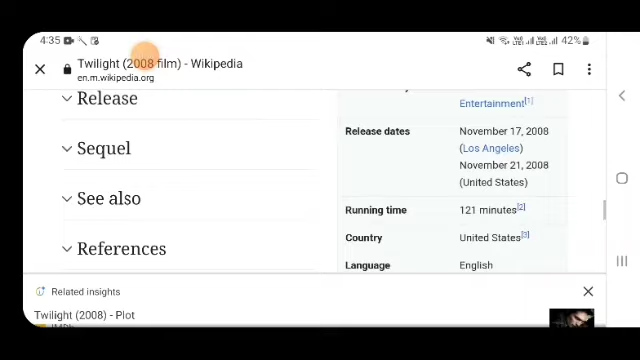 4:35 42%
Twilight (2008 film) - Wikipedia
en.m.wikipedia.org
Release
Sequel
See also
References
Entertainment[1]
Release dates November 17, 2008
(Los Angeles)
November 21, 2008
(United States)
Running time 121 minutes[2]
Country United States[3]
Language English
Related insights
Twilight (2008) - Plot
IMDb